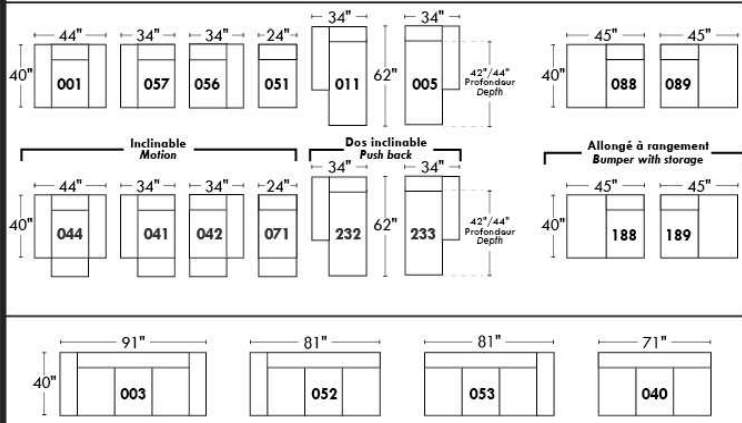 44" 34" 34" 24" 34" 34" 45" 45"
40" 001 057 056 051 011 62" 005 42"/44" 40" 088 089
Profondeur
Depth
Inclinable Dos inclinable Allongé à rangement
Motion Push back Bumper with storage
44" 34" 34" 24" 34" 34" 45" 45"
40" 044 041 042 071 232 62" 233 42"/44" 40" 188 189
Profondeur
Depth
91" 81" 81" 71"
40" 003 052 053 040